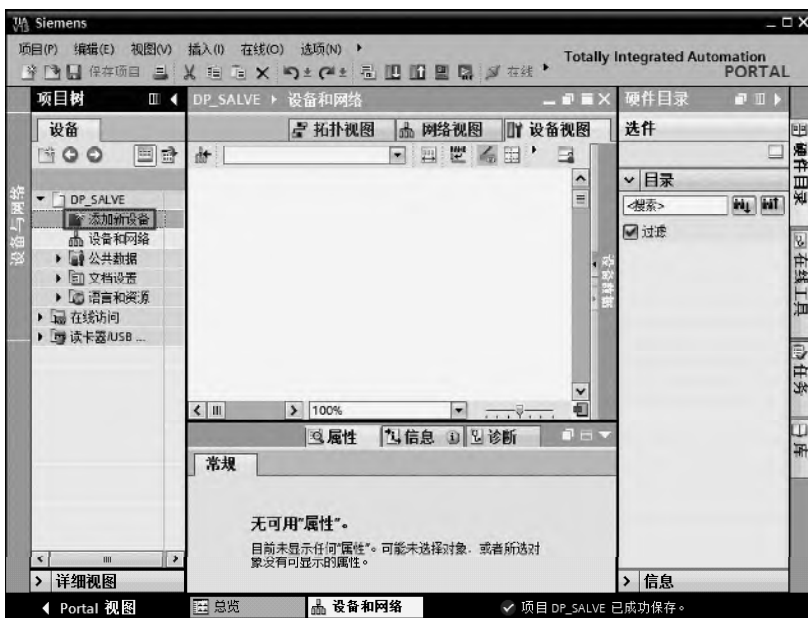 TIA
V13
Siemens
项目(P) 编辑(E) 视图(V) 插入(I) 在线(O) 选项(N)
Totally Integrated Automation
PORTAL
保存项目
在线
项目树
DP_SALVE 设备和网络
硬件目录
设备
拓扑视图
网络视图
设备视图
选件
目录
<搜索>
过滤
DP_SALVE
添加新设备
设备和网络
公共数据
文档设置
语言和资源
在线访问
读卡器/USB ...
设备与网络
设备数据
硬件目录
在线工具
任务
库
100%
属性
信息
诊断
常规
无可用"属性"。
目前未显示任何"属性"。可能未选择对象，或者所选对
象没有可显示的属性。
详细视图
信息
Portal 视图
总览
设备和网络
项目 DP_SALVE 已成功保存。